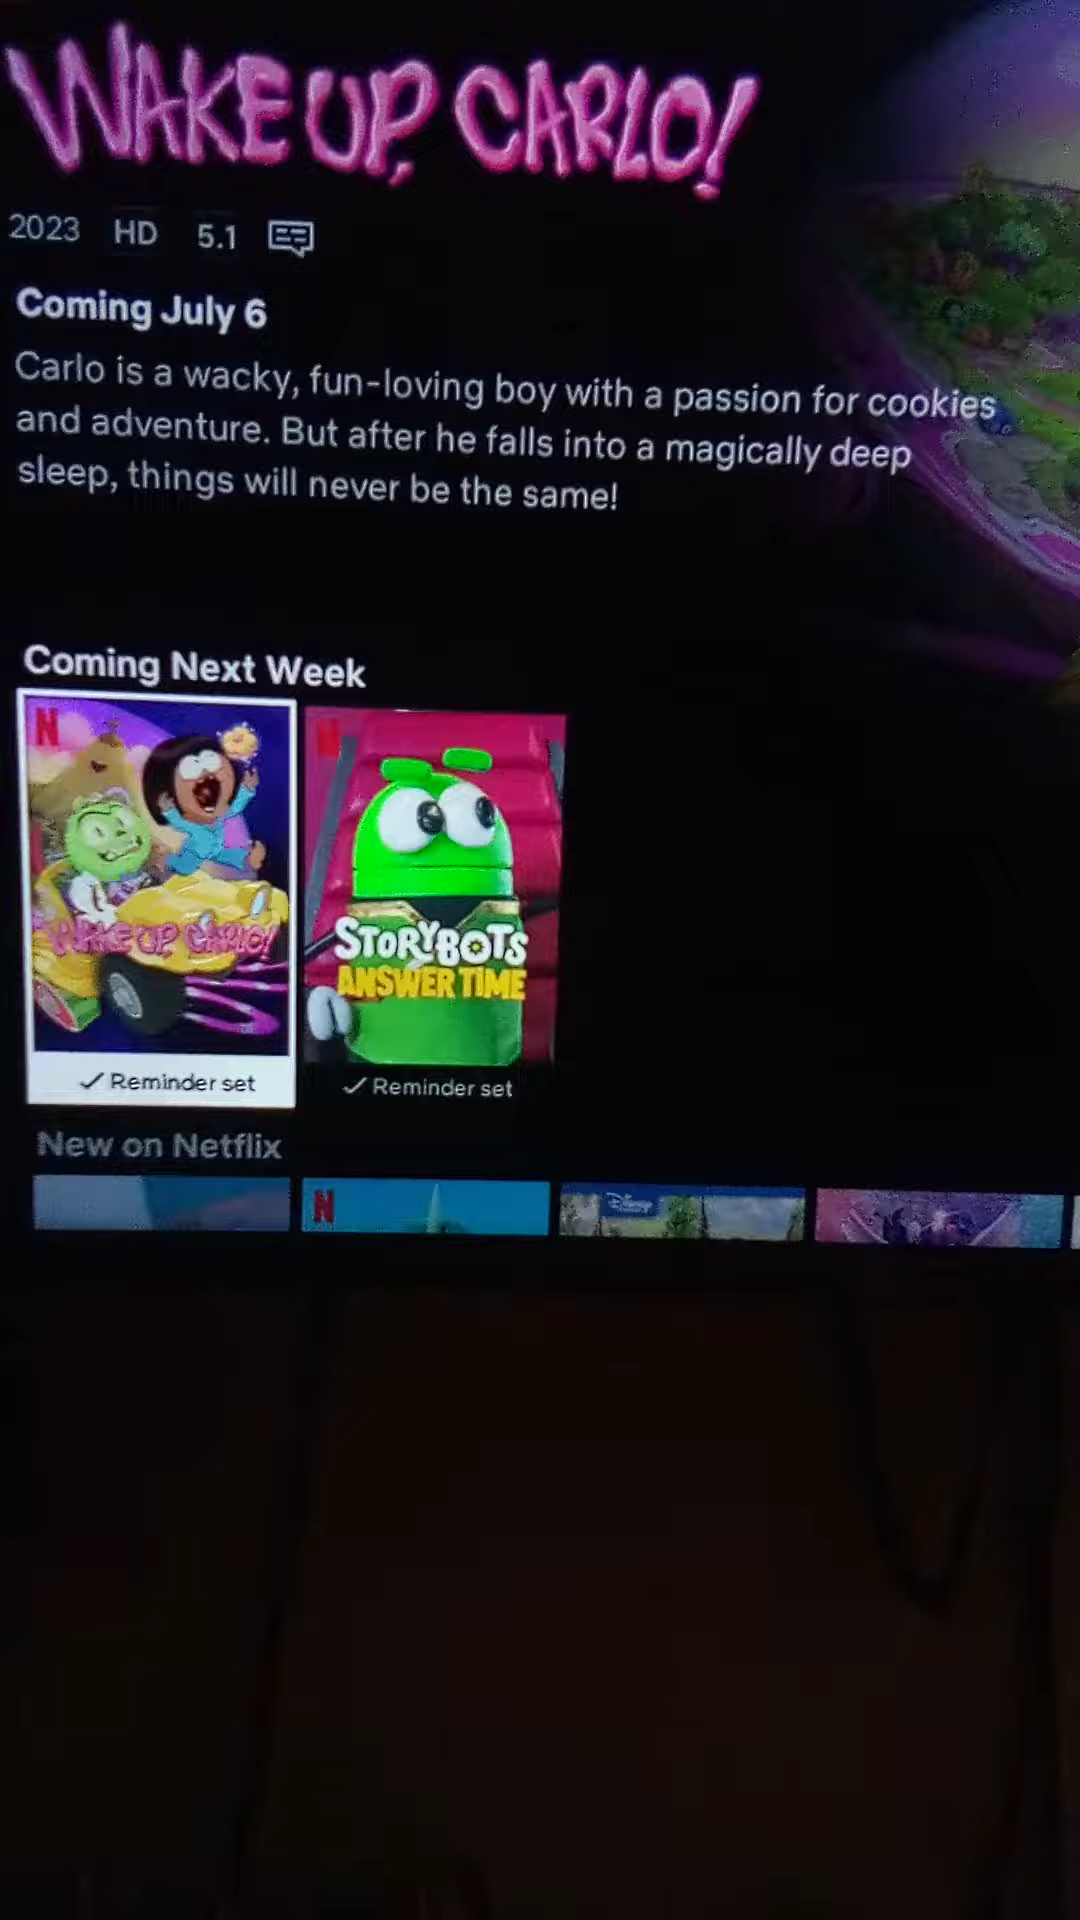 WAKE UP, CARLO!
2023 HD 5.1
Coming July 6
Carlo is a wacky, fun-loving boy with a passion for cookies
and adventure. But after he falls into a magically deep
sleep, things will never be the same!
Coming Next Week
N
WAKE UP, CARLO!
✓ Reminder set
N
STORYBOTS
ANSWER TIME
✓ Reminder set
New on Netflix
N
Disney